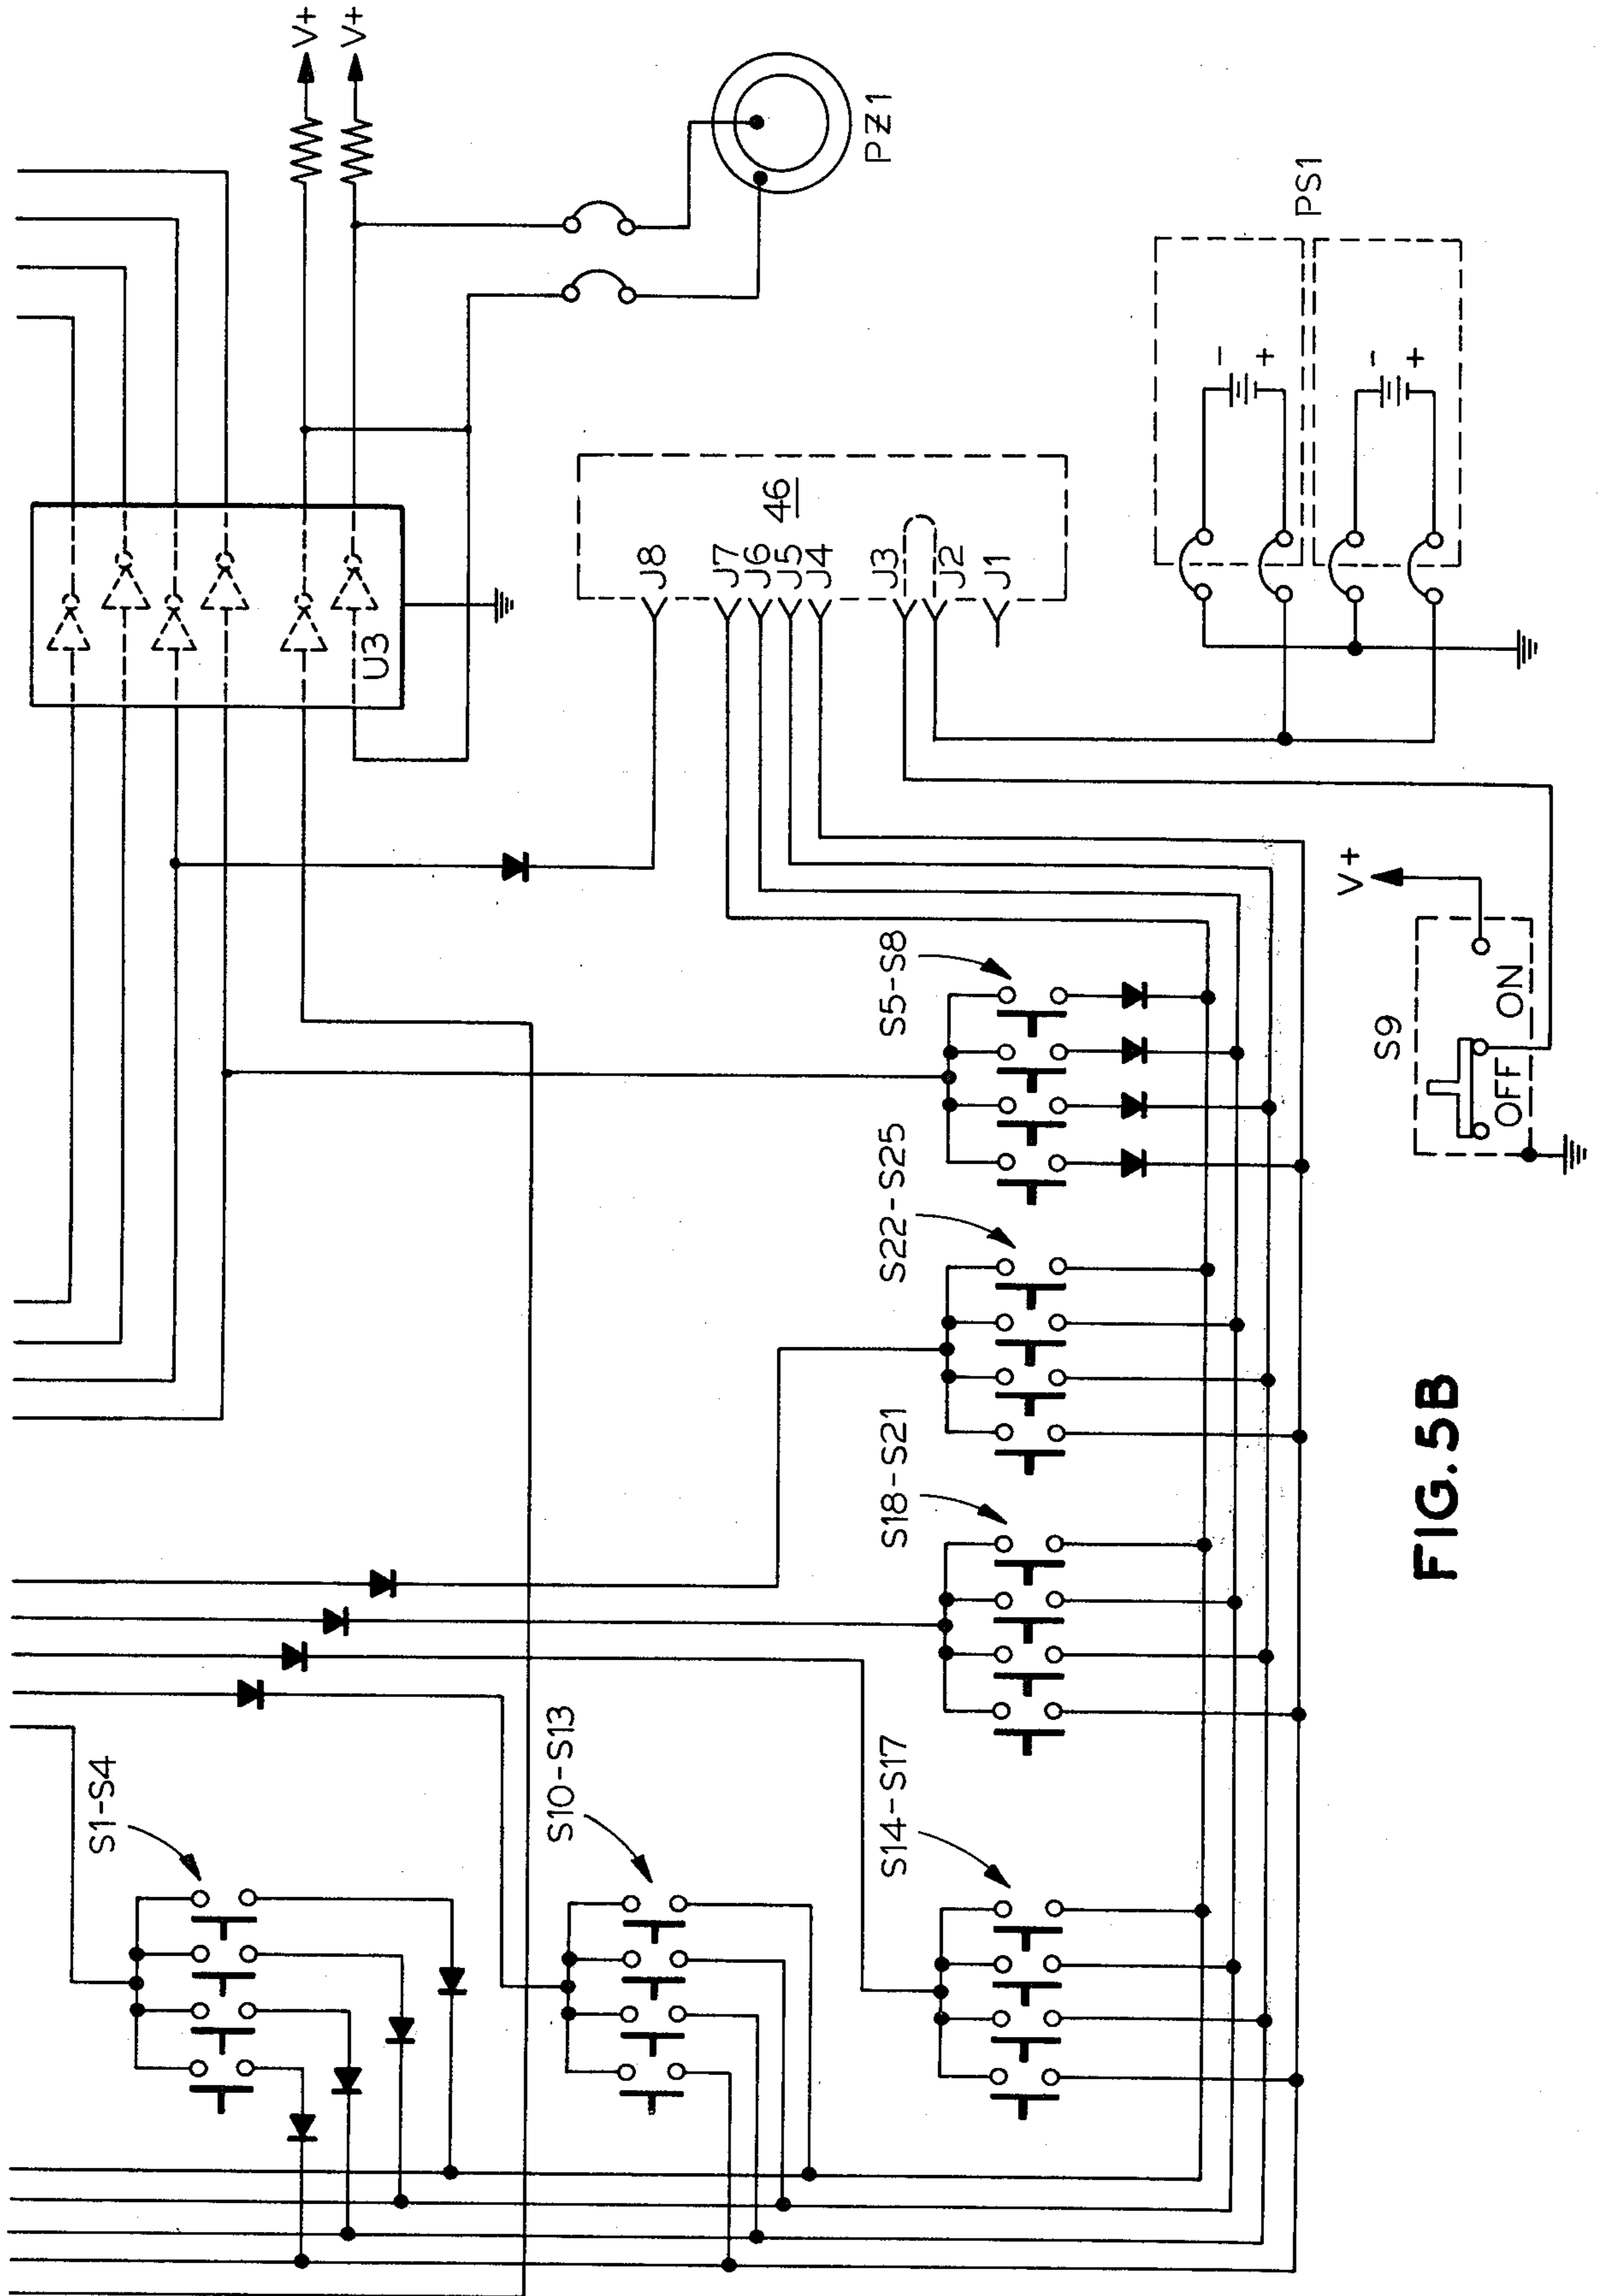 V+
V+
PZ1
U3
PS1
-
+
-
+
46
J8
J7
J6
J5
J4
J3
J2
J1
V+
S9
ON
OFF
S5-S8
S22-S25
S18-S21
S14-S17
S10-S13
S1-S4
FIG.5B